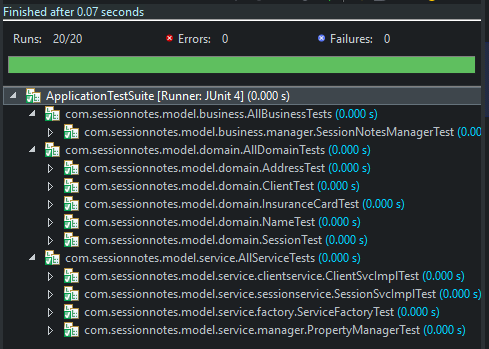 Finished after 0.07 seconds
Runs: 20/20 Errors: 0 Failures: 0
ApplicationTestSuite [Runner: JUnit 4] (0.000 s)
com.sessionnotes.model.business.AllBusinessTests (0.000 s)
com.sessionnotes.model.business.manager.SessionNotesManagerTest (0.00
com.sessionnotes.model.domain.AllDomainTests (0.000 s)
com.sessionnotes.model.domain.AddressTest (0.000 s)
com.sessionnotes.model.domain.ClientTest (0.000 s)
com.sessionnotes.model.domain.InsuranceCardTest (0.000 s)
com.sessionnotes.model.domain.NameTest (0.000 s)
com.sessionnotes.model.domain.SessionTest (0.000 s)
com.sessionnotes.model.service.AllServiceTests (0.000 s)
com.sessionnotes.model.service.clientservice.ClientSvcImplTest (0.000 s)
com.sessionnotes.model.service.sessionservice.SessionSvcImplTest (0.000 s)
com.sessionnotes.model.service.factory.ServiceFactoryTest (0.000 s)
com.sessionnotes.model.service.manager.PropertyManagerTest (0.000 s)